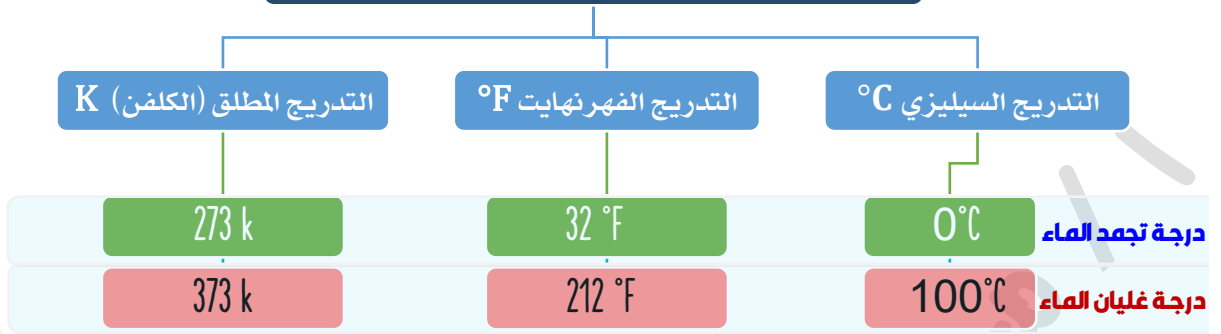 التدريج السيليزي °C
التدريج الفهرنهايت °F
التدريج المطلق (الكلفن) K
درجة تجمد الماء 0°C 32 °F 273 k
درجة غليان الماء 100°C 212 °F 373 k